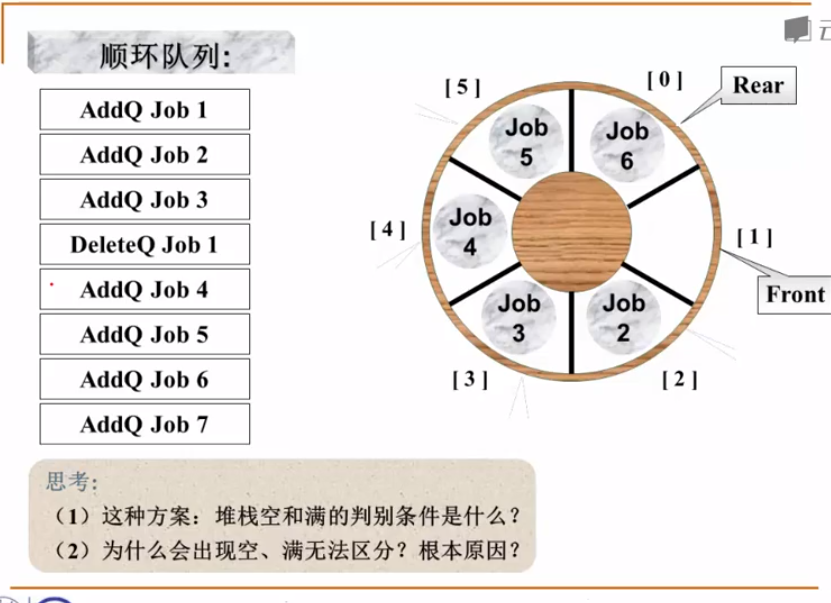 顺环队列:
AddQ Job 1
AddQ Job 2
AddQ Job 3
DeleteQ Job 1
AddQ Job 4
AddQ Job 5
AddQ Job 6
AddQ Job 7
[ 5 ]
[ 0 ]
Rear
Job
5
Job
6
[ 4 ]
Job
4
[ 1 ]
Front
Job
3
Job
2
[ 3 ]
[ 2 ]
思考:
（1）这种方案：堆栈空和满的判别条件是什么？
（2）为什么会出现空、满无法区分？根本原因？